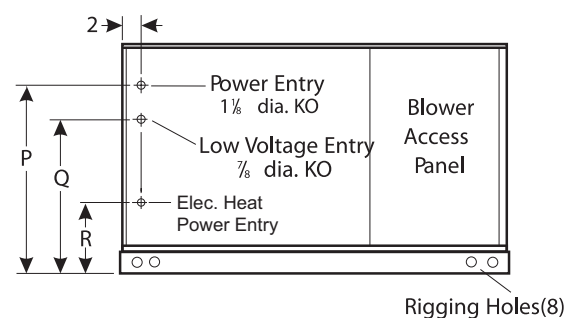 2
Power Entry
1⅛ dia. KO
Low Voltage Entry
⅞ dia. KO
Elec. Heat
Power Entry
Blower
Access
Panel
P
Q
R
Rigging Holes(8)